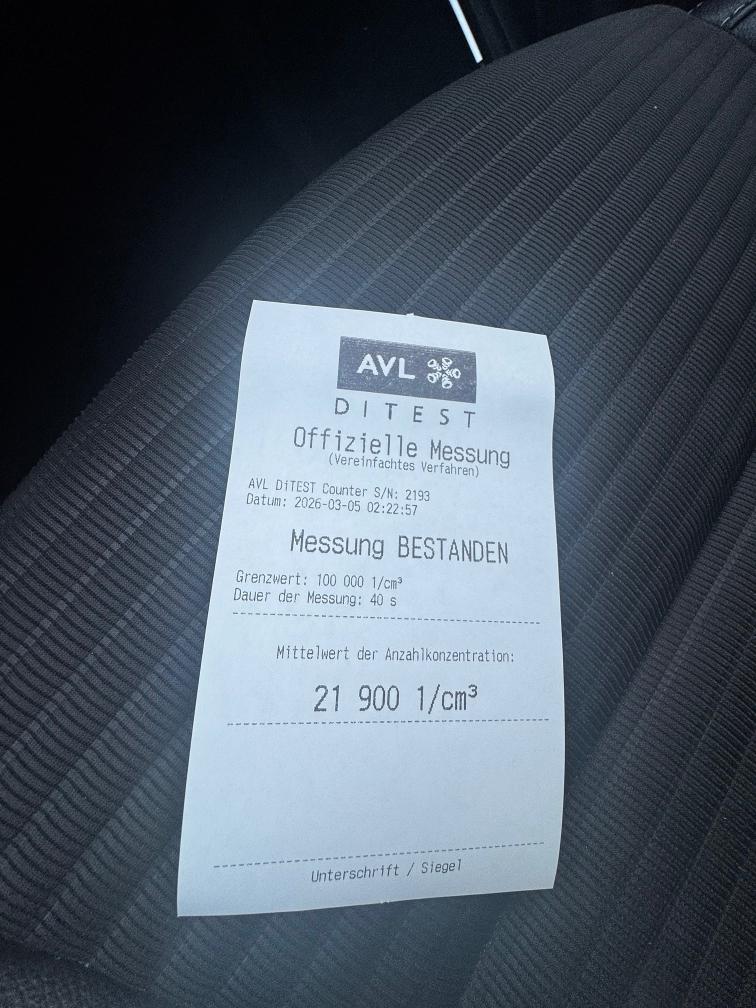 AVL
DITEST
Offizielle Messung
(Vereinfachtes Verfahren)
AVL DiTEST Counter S/N: 2193
Datum: 2026-03-05 02:22:57
Messung BESTANDEN
Grenzwert: 100 000 1/cm³
Dauer der Messung: 40 s
Mittelwert der Anzahlkonzentration:
21 900 1/cm³
Unterschrift / Siegel